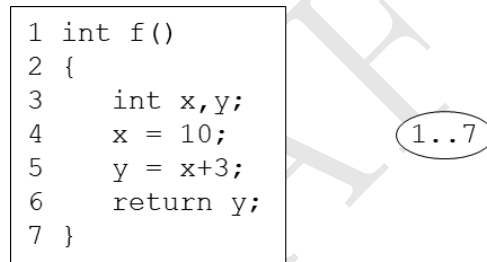 1 int f()
2 {
3     int x,y;
4     x = 10;
5     y = x+3;
6     return y;
7 }
1..7